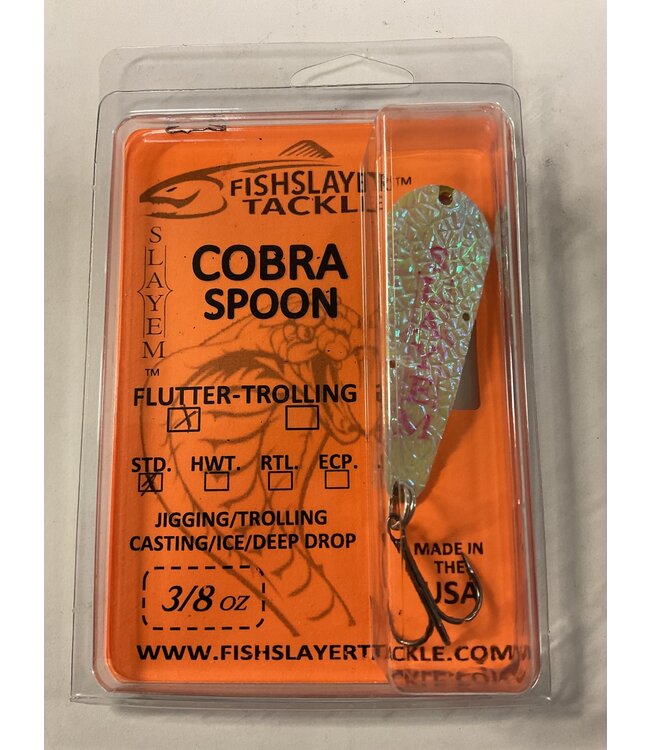 FISHSLAYER™
TACKLE
SLAYEM™
COBRA
SPOON
FLUTTER-TROLLING
STD. HWT. RTL. ECP.
JIGGING/TROLLING
CASTING/ICE/DEEP DROP
3/8 oz
MADE IN
THE
USA
WWW.FISHSLAYERTACKLE.COM